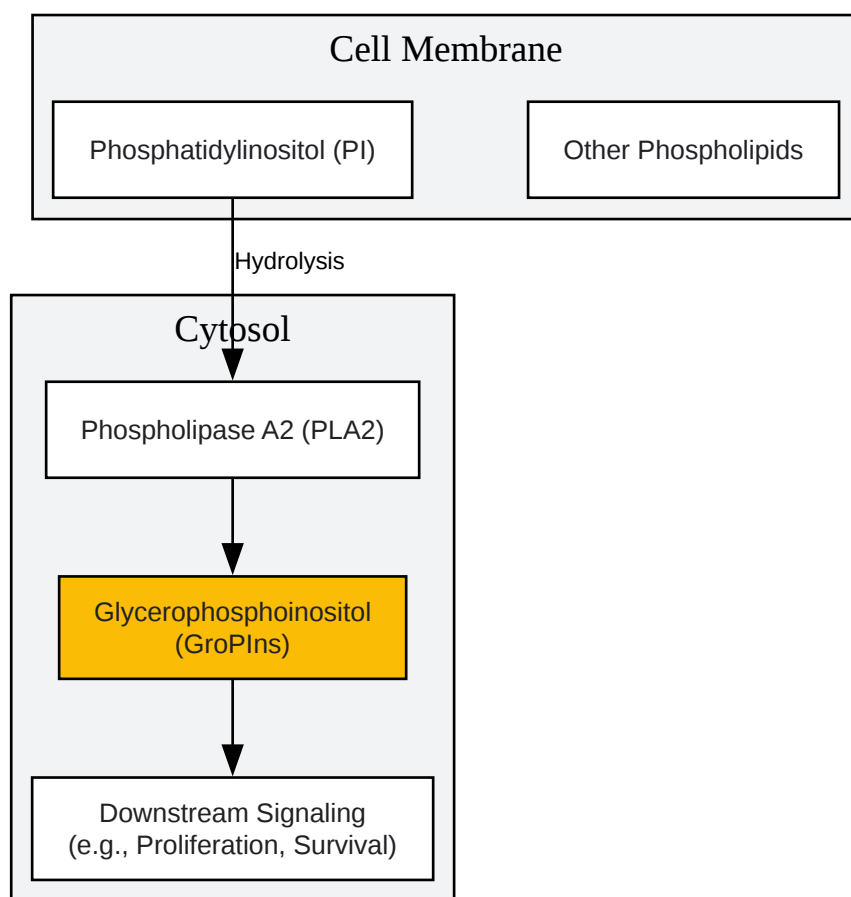 Cell Membrane
Phosphatidylinositol (PI)
Other Phospholipids
Hydrolysis
Cytosol
Phospholipase A2 (PLA2)
Glycerophosphoinositol
(GroPIns)
Downstream Signaling
(e.g., Proliferation, Survival)